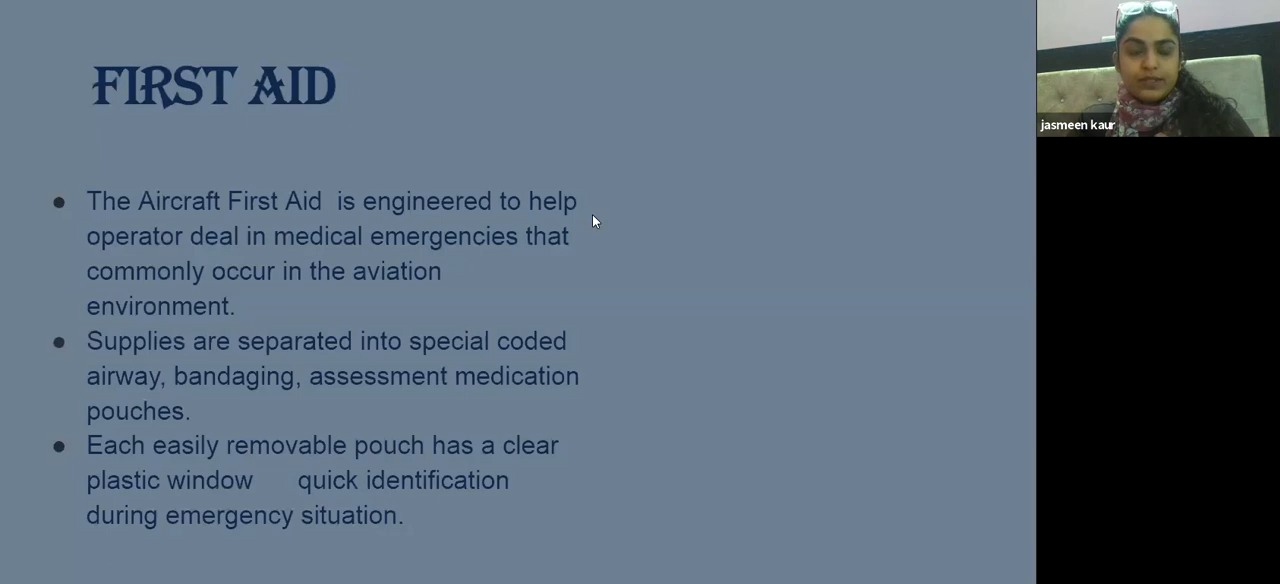 FIRST AID
jasmeen kaur
● The Aircraft First Aid is engineered to help
operator deal in medical emergencies that
commonly occur in the aviation
environment.
● Supplies are separated into special coded
airway, bandaging, assessment medication
pouches.
● Each easily removable pouch has a clear
plastic window quick identification
during emergency situation.